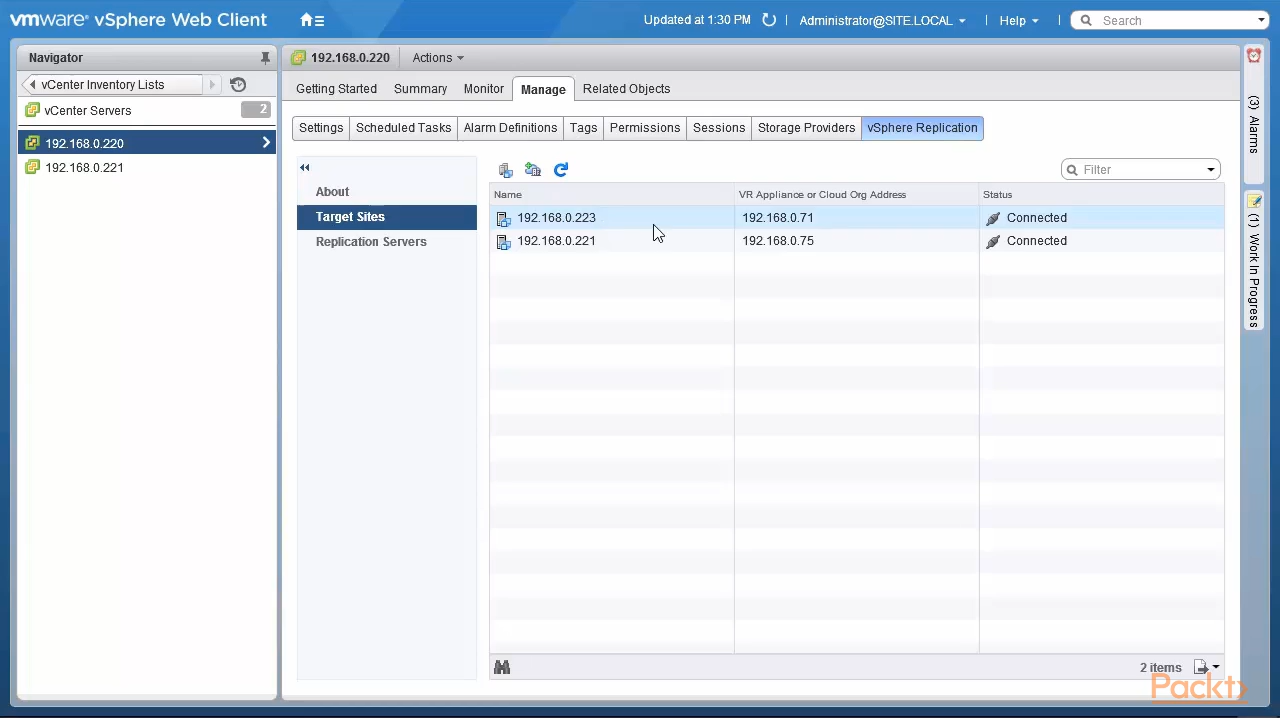 vmware® vSphere Web Client
Updated at 1:30 PM
Administrator@SITE.LOCAL
Help
Search
Navigator
vCenter Inventory Lists
vCenter Servers 2
192.168.0.220
192.168.0.221
192.168.0.220
Actions
Getting Started
Summary
Monitor
Manage
Related Objects
Settings
Scheduled Tasks
Alarm Definitions
Tags
Permissions
Sessions
Storage Providers
vSphere Replication
About
Target Sites
Replication Servers
Filter
Name VR Appliance or Cloud Org Address Status
192.168.0.223 192.168.0.71 Connected
192.168.0.221 192.168.0.75 Connected
2 items
(3) Alarms
(1) Work In Progress
Packt